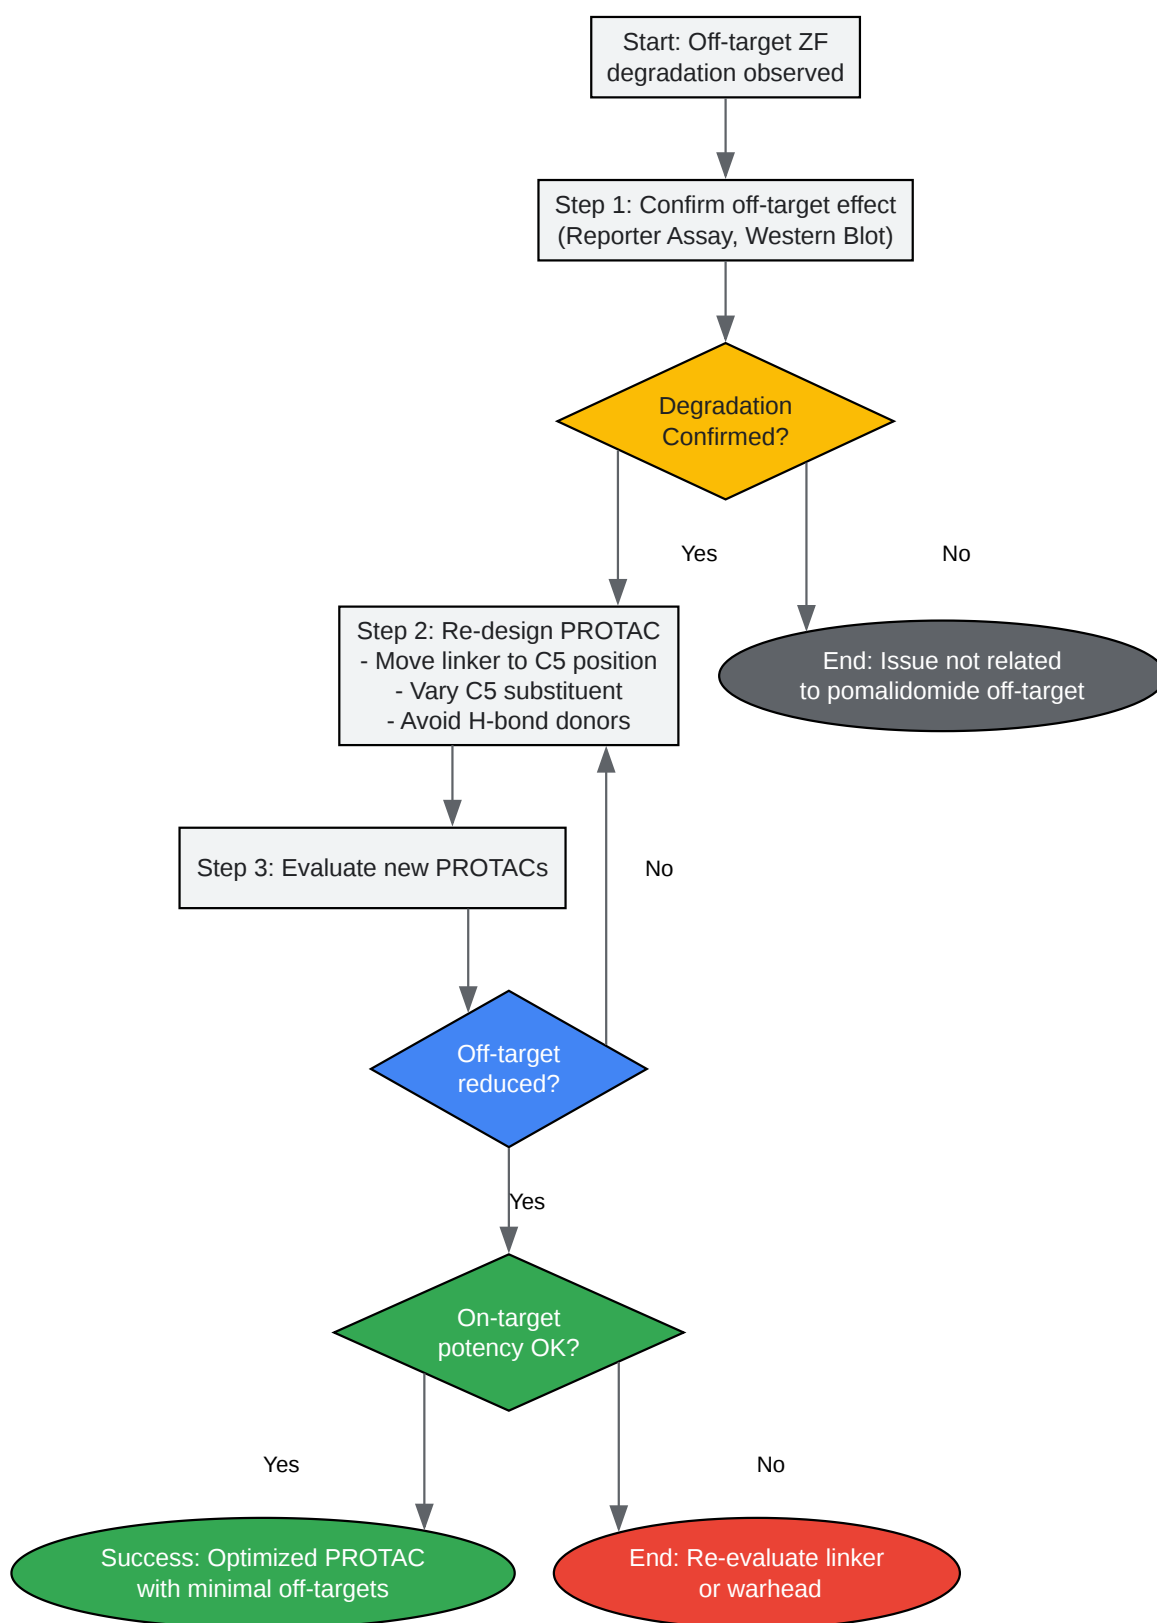 Start: Off-target ZF
degradation observed
Step 1: Confirm off-target effect
(Reporter Assay, Western Blot)
Degradation
Confirmed?
Yes
No
Step 2: Re-design PROTAC
- Move linker to C5 position
- Vary C5 substituent
- Avoid H-bond donors
End: Issue not related
to pomalidomide off-target
Step 3: Evaluate new PROTACs
No
Off-target
reduced?
Yes
On-target
potency OK?
Yes
No
Success: Optimized PROTAC
with minimal off-targets
End: Re-evaluate linker
or warhead